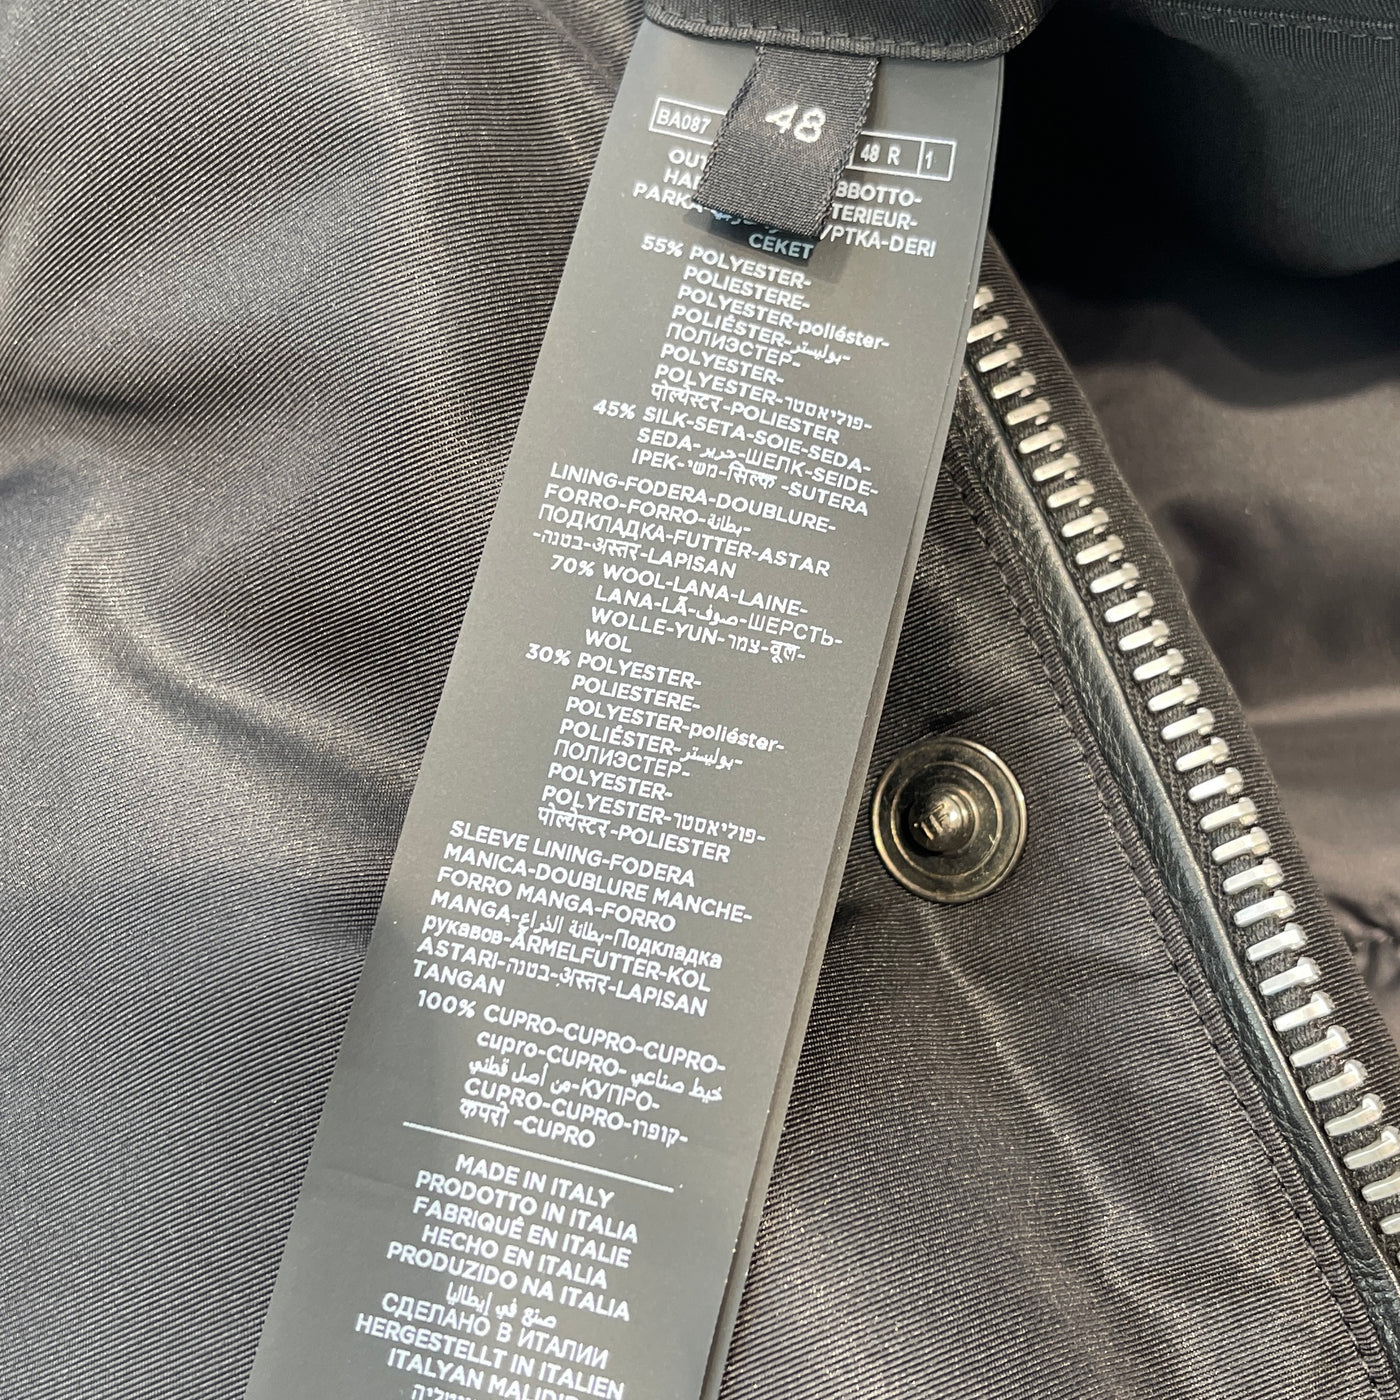 48
BA087 48 R 1
BBOTTO-
TERIEUR-
PARKA
CEKET
55% POLYESTER-
POLIESTERE-
POLYESTER-poliéster-
POLIÉSTER-بوليستر-
ПОЛИЭСТЕР-
POLYESTER-
POLYESTER-פוליאסטר-
पोल्येस्टर-POLIESTER
45% SILK-SETA-SOIE-SEDA-
SEDA-حرير-ШЕЛК-SEIDE-
IPEK-משי-सिल्क -SUTERA
LINING-FODERA-DOUBLURE-
FORRO-FORRO-بطانة-
ПОДКЛАДКА-FUTTER-ASTAR
-בטנה-अस्तर-LAPISAN
70% WOOL-LANA-LAINE-
LANA-LÃ-صوف-ШЕРСТЬ-
WOLLE-YUN-צמר-वूल-
WOL
30% POLYESTER-
POLIESTERE-
POLYESTER-poliéster-
POLIÉSTER-بوليستر-
ПОЛИЭСТЕР-
POLYESTER-
POLYESTER-פוליאסטר-
पोल्येस्टर-POLIESTER
SLEEVE LINING-FODERA
MANICA-DOUBLURE MANCHE-
FORRO MANGA-FORRO
MANGA-بطانة الذراع-Подкладка
рукавов-ÄRMELFUTTER-KOL
ASTARI-בטנה-अस्तर-LAPISAN
TANGAN
100% CUPRO-CUPRO-CUPRO-
cupro-CUPRO- خيط صناعي
من أصل قطني-КУПРО-
CUPRO-CUPRO-קופרו-
कपरो -CUPRO
MADE IN ITALY
PRODOTTO IN ITALIA
FABRIQUÉ EN ITALIE
HECHO EN ITALIA
PRODUZIDO NA ITALIA
صنع في إيطاليا
СДЕЛАНО В ИТАЛИИ
HERGESTELLT IN ITALIEN
ITALYAN MALIDIR